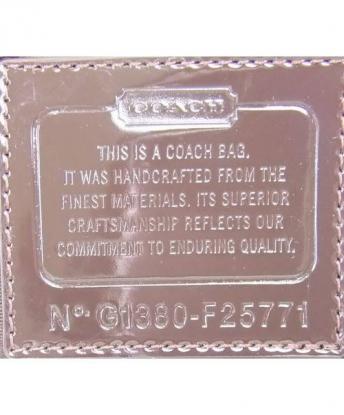 COACH
THIS IS A COACH BAG.
IT WAS HANDCRAFTED FROM THE
FINEST MATERIALS. ITS SUPERIOR
CRAFTSMANSHIP REFLECTS OUR
COMMITMENT TO ENDURING QUALITY.
Nº. G1380-F25771